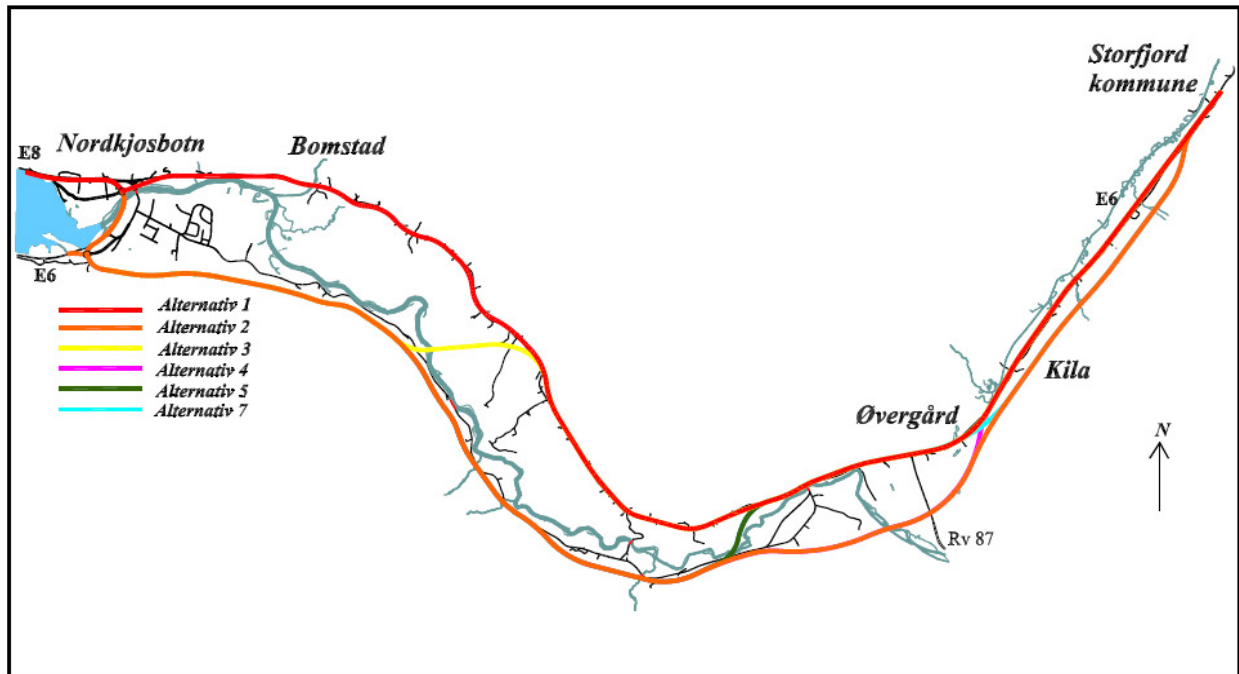 Storfjord
kommune
Nordkjosbotn
Bomstad
E8
E6
E6
Alternativ 1
Alternativ 2
Alternativ 3
Alternativ 4
Alternativ 5
Alternativ 7
Kila
Øvergård
N
Rv 87